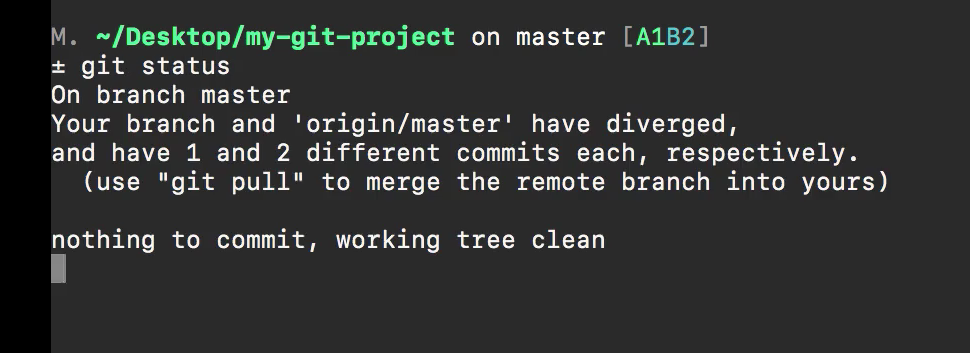 M. ~/Desktop/my-git-project on master [A1B2]
± git status
On branch master
Your branch and 'origin/master' have diverged,
and have 1 and 2 different commits each, respectively.
  (use "git pull" to merge the remote branch into yours)
nothing to commit, working tree clean